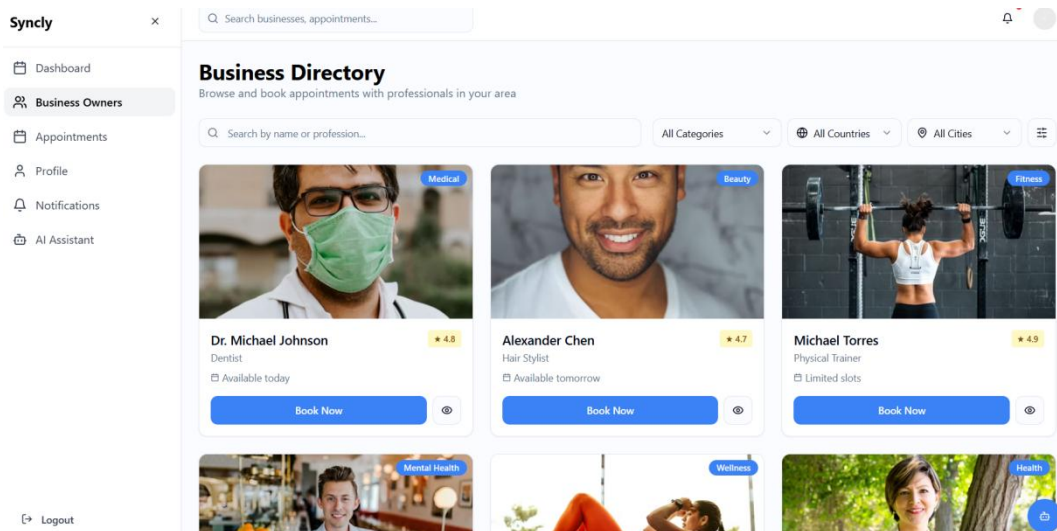 Syncly
Search businesses, appointments...
Dashboard
Business Owners
Appointments
Profile
Notifications
AI Assistant
Logout
Business Directory
Browse and book appointments with professionals in your area
Search by name or profession...
All Categories
All Countries
All Cities
Medical
Dr. Michael Johnson
★ 4.8
Dentist
Available today
Book Now
Beauty
Alexander Chen
★ 4.7
Hair Stylist
Available tomorrow
Book Now
Fitness
Michael Torres
★ 4.9
Physical Trainer
Limited slots
Book Now
Mental Health
Wellness
Health